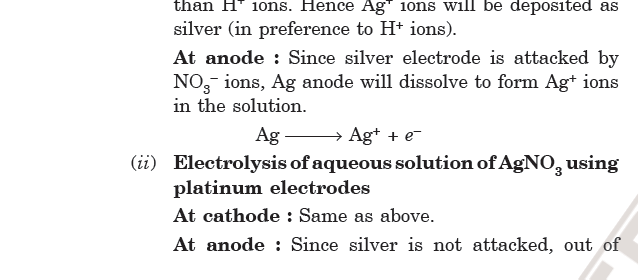 than H⁺ ions. Hence Ag⁺ ions will be deposited as
silver (in preference to H⁺ ions).
At anode : Since silver electrode is attacked by
NO₃⁻ ions, Ag anode will dissolve to form Ag⁺ ions
in the solution.
Ag ⟶ Ag⁺ + e⁻
(ii) Electrolysis of aqueous solution of AgNO₃ using
platinum electrodes
At cathode : Same as above.
At anode : Since silver is not attacked, out of